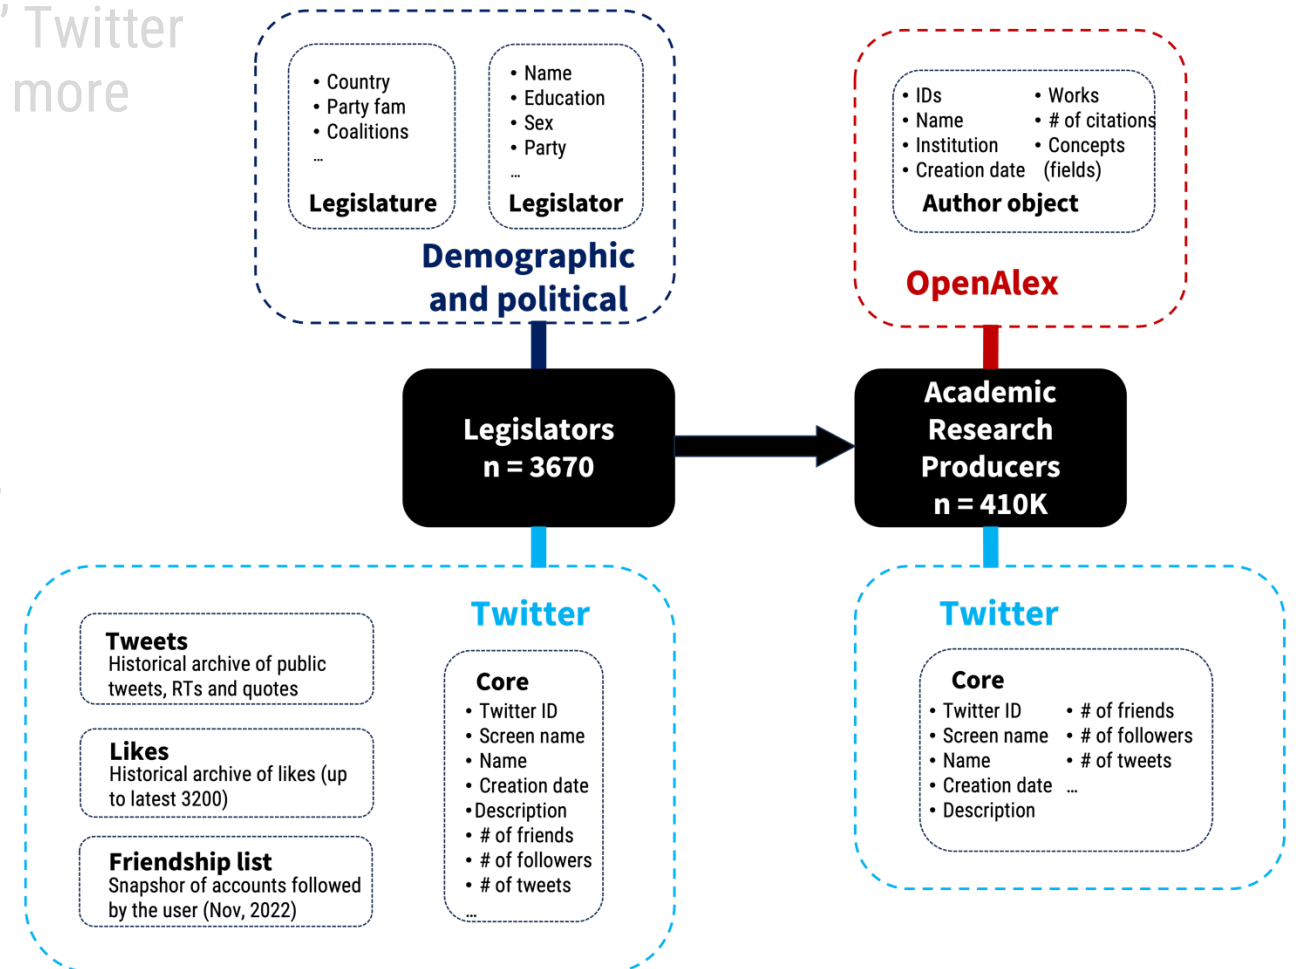 ’ Twitter
more
• Country
• Party fam
• Coalitions
...
Legislature
• Name
• Education
• Sex
• Party
...
Legislator
Demographic
and political
• IDs
• Name
• Institution
• Creation date
• Works
• # of citations
• Concepts
(fields)
Author object
OpenAlex
Legislators
n = 3670
Academic
Research
Producers
n = 410K
Twitter
Tweets
Historical archive of public
tweets, RTs and quotes
Likes
Historical archive of likes (up
to latest 3200)
Friendship list
Snapshor of accounts followed
by the user (Nov, 2022)
Core
• Twitter ID
• Screen name
• Name
• Creation date
•Description
• # of friends
• # of followers
• # of tweets
...
Twitter
Core
• Twitter ID
• Screen name
• Name
• Creation date
• Description
• # of friends
• # of followers
• # of tweets
...